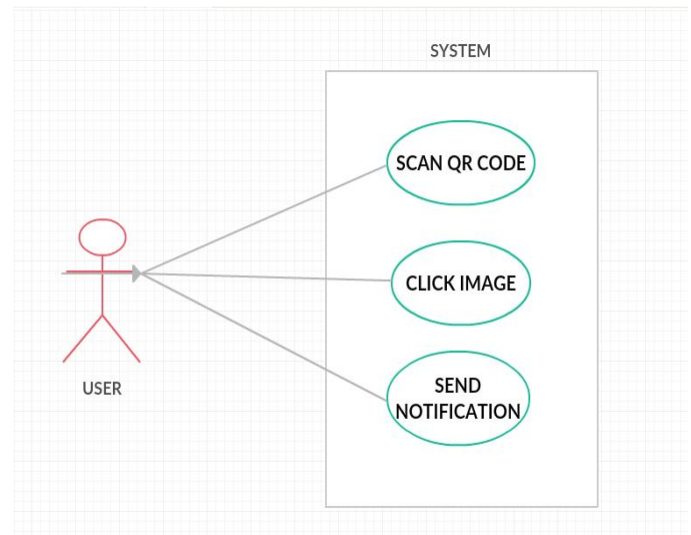 SYSTEM
SCAN QR CODE
CLICK IMAGE
SEND
NOTIFICATION
USER